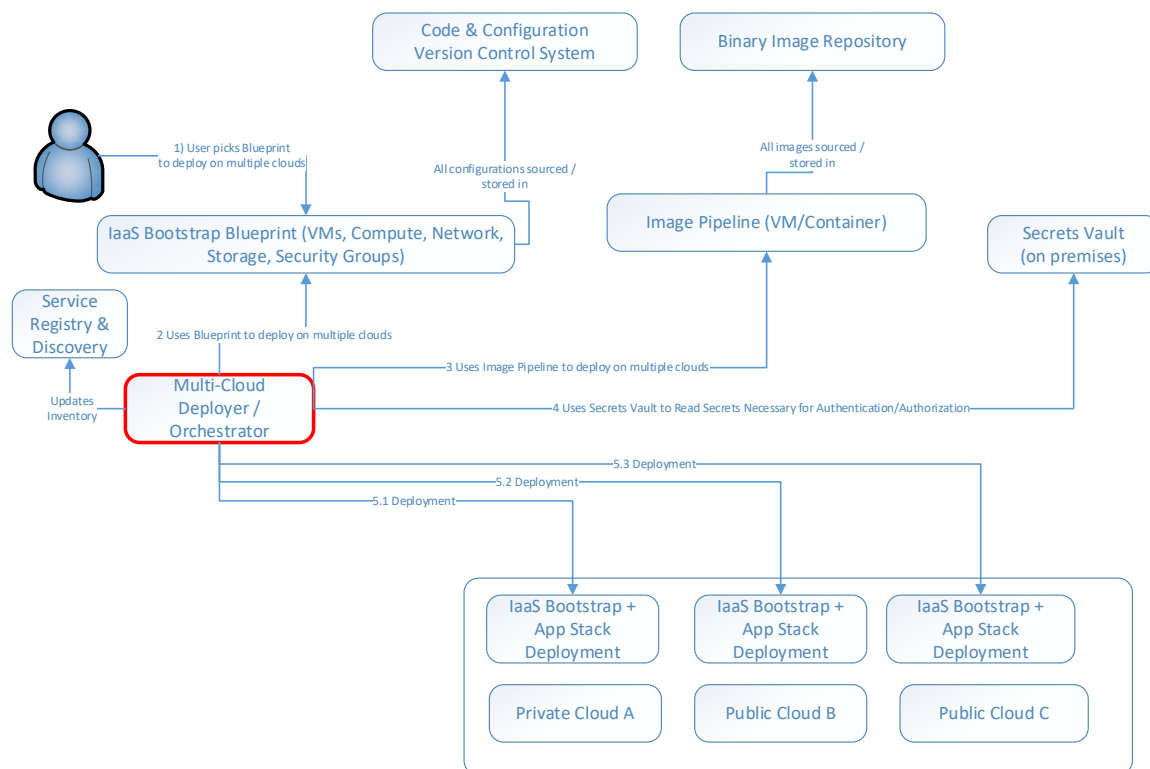 Code & Configuration
Version Control System
Binary Image Repository
1) User picks Blueprint
to deploy on multiple clouds
All configurations sourced /
stored in
All images sourced /
stored in
IaaS Bootstrap Blueprint (VMs, Compute, Network,
Storage, Security Groups)
Image Pipeline (VM/Container)
Secrets Vault
(on premises)
Service
Registry &
Discovery
2 Uses Blueprint to deploy on multiple clouds
3 Uses Image Pipeline to deploy on multiple clouds
Updates
Inventory
Multi-Cloud
Deployer /
Orchestrator
4 Uses Secrets Vault to Read Secrets Necessary for Authentication/Authorization
5.3 Deployment
5.2 Deployment
5.1 Deployment
IaaS Bootstrap +
App Stack
Deployment
IaaS Bootstrap +
App Stack
Deployment
IaaS Bootstrap +
App Stack
Deployment
Private Cloud A
Public Cloud B
Public Cloud C